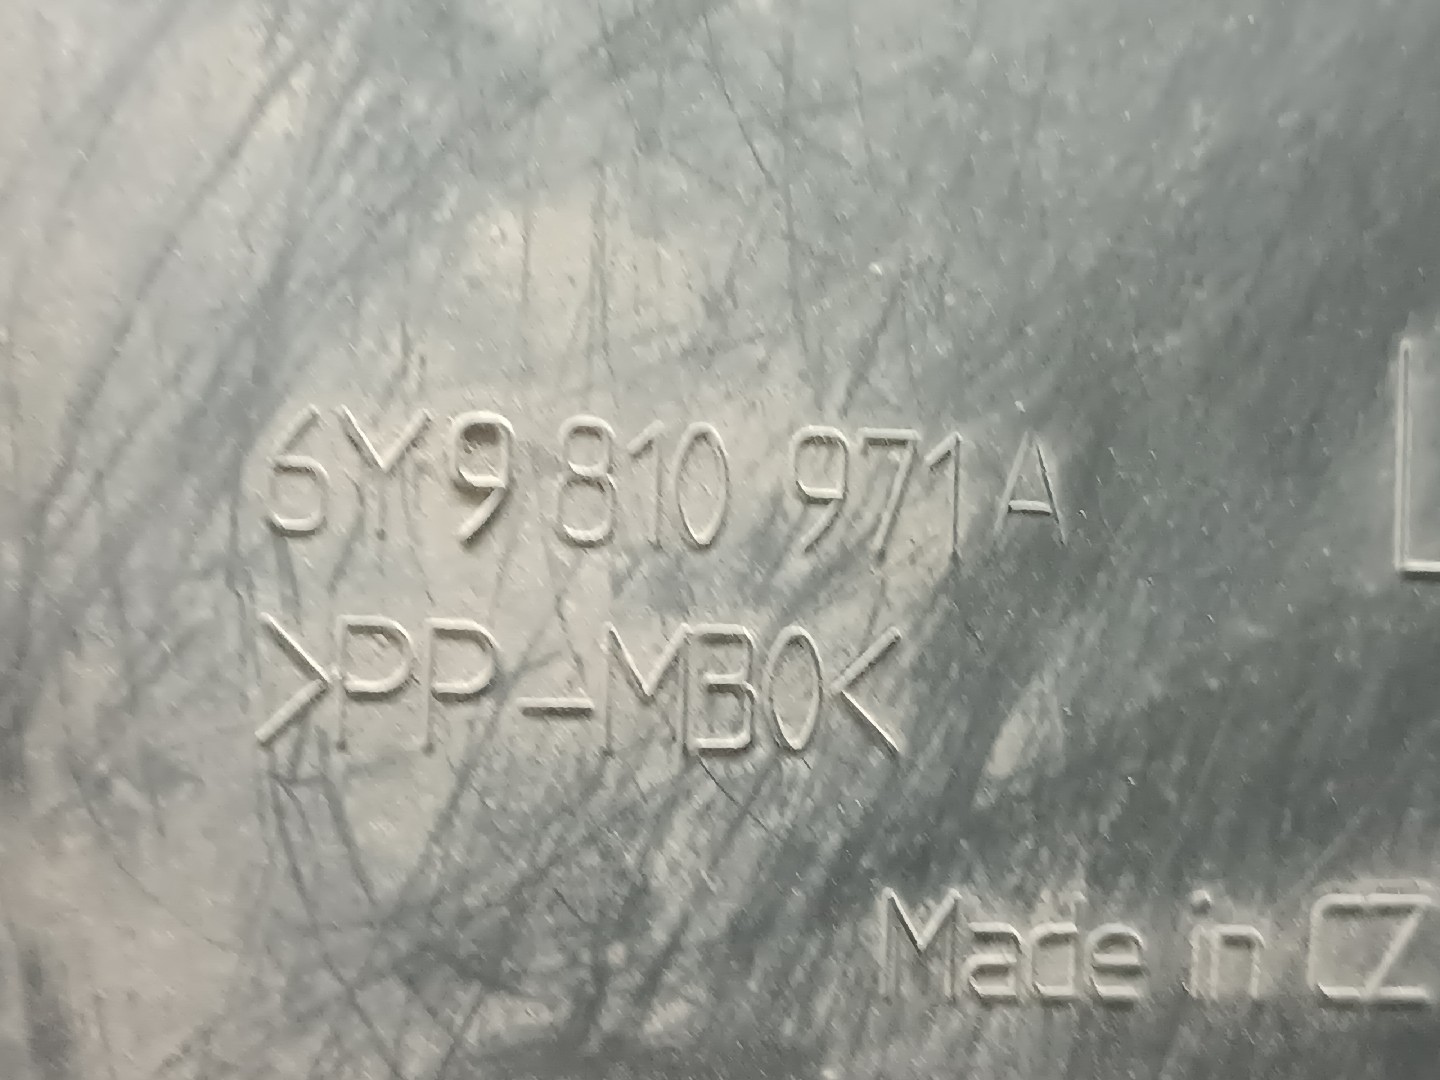 6Y9 810 971 A
>PP-MB0<
Made in CZ